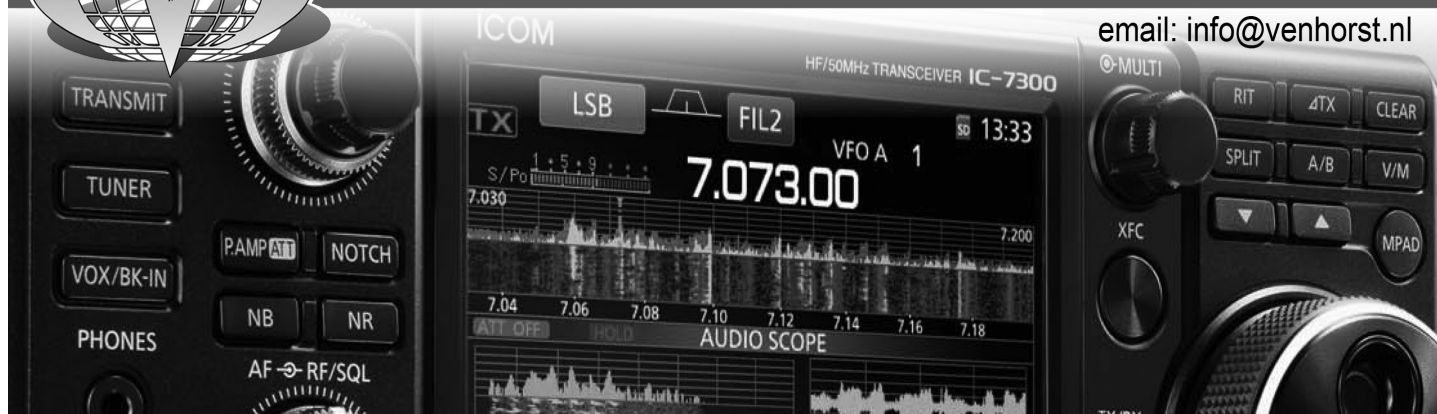 email: info@venhorst.nl
ICOM
HF/50MHz TRANSCEIVER IC-7300
MULTI
TRANSMIT
LSB
FIL2
SD 13:33
RIT
⊿TX
CLEAR
TX
VFO A 1
S/Po 1 • 5 • 9
7.073.00
SPLIT
A/B
V/M
TUNER
7.030
7.200
▼
▲
XFC
MPAD
P.AMP ATT
NOTCH
VOX/BK-IN
7.04 7.06 7.08 7.10 7.12 7.14 7.16 7.18
NB
NR
ATT OFF
HOLD
AUDIO SCOPE
PHONES
AF RF/SQL